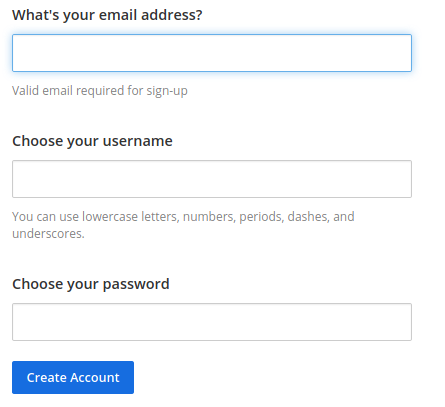 What's your email address?
Valid email required for sign-up
Choose your username
You can use lowercase letters, numbers, periods, dashes, and
underscores.
Choose your password
Create Account